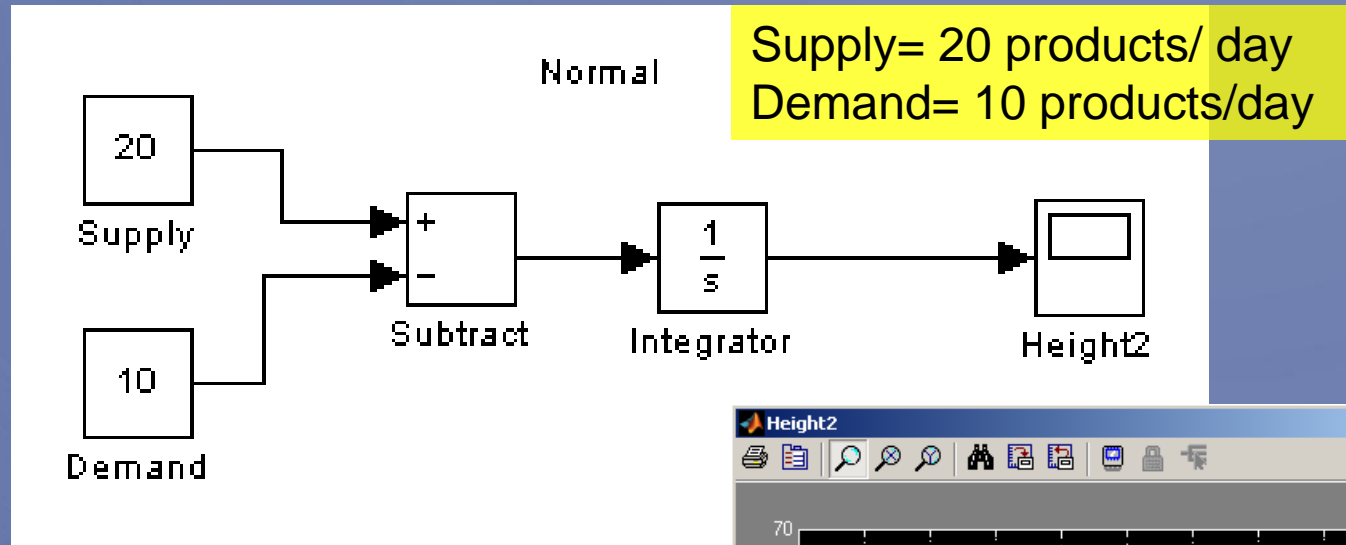 Supply= 20 products/ day
Demand= 10 products/day
Normal
20
Supply
+
−
Subtract
1
s
Integrator
Height2
10
Demand
Height2
70